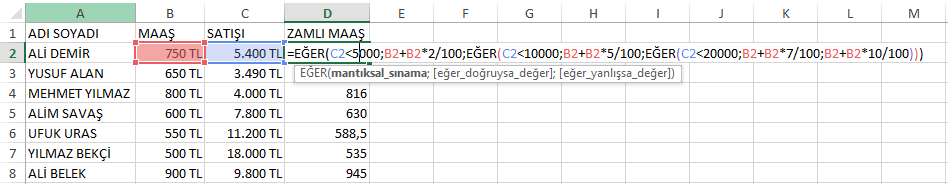 A B C D E F G H I J K L M
1 ADI SOYADI MAAŞ SATIŞI ZAMLI MAAŞ
2 ALİ DEMİR 750 TL 5.400 TL =EĞER(C2<5000;B2+B2*2/100;EĞER(C2<10000;B2+B2*5/100;EĞER(C2<20000;B2+B2*7/100;B2+B2*10/100)))
3 YUSUF ALAN 650 TL 3.490 TL EĞER(mantıksal_sınama; [eğer_doğruysa_değer]; [eğer_yanlışsa_değer])
4 MEHMET YILMAZ 800 TL 4.000 TL 816
5 ALİM SAVAŞ 600 TL 7.800 TL 630
6 UFUK URAS 550 TL 11.200 TL 588,5
7 YILMAZ BEKÇİ 500 TL 18.000 TL 535
8 ALİ BELEK 900 TL 9.800 TL 945